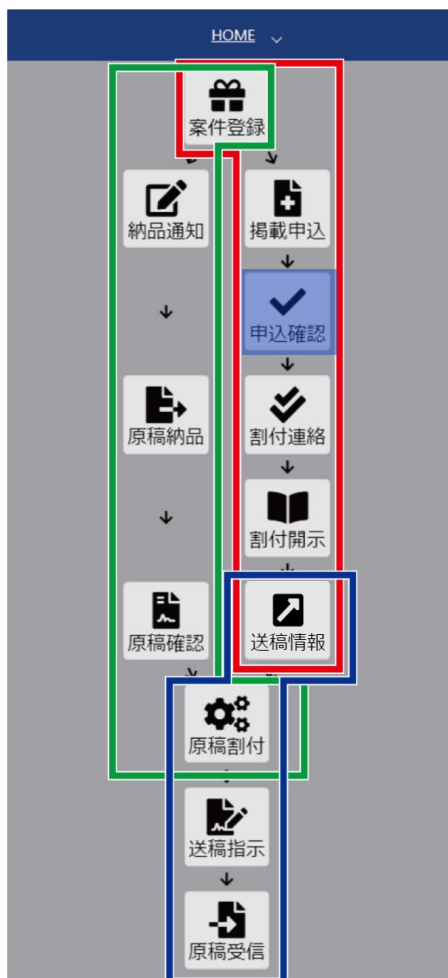 HOME
案件登録
納品通知
掲載申込
申込確認
原稿納品
割付連絡
割付開示
原稿確認
送稿情報
原稿割付
送稿指示
原稿受信